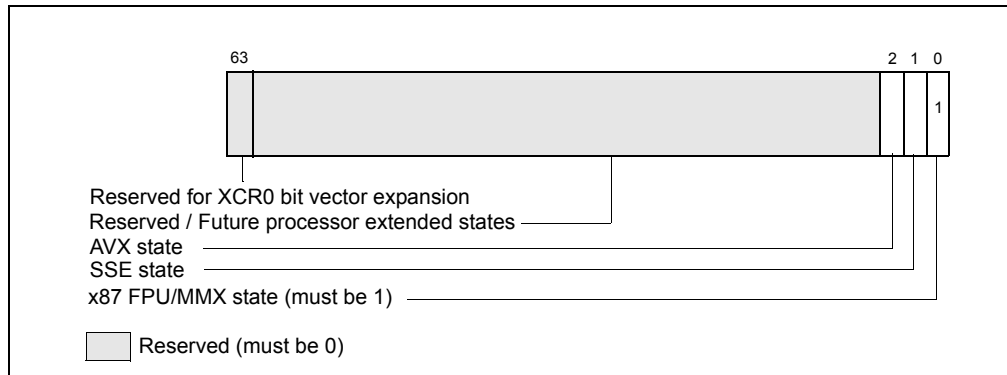 63 2 1 0
1
Reserved for XCR0 bit vector expansion
Reserved / Future processor extended states
AVX state
SSE state
x87 FPU/MMX state (must be 1)
Reserved (must be 0)